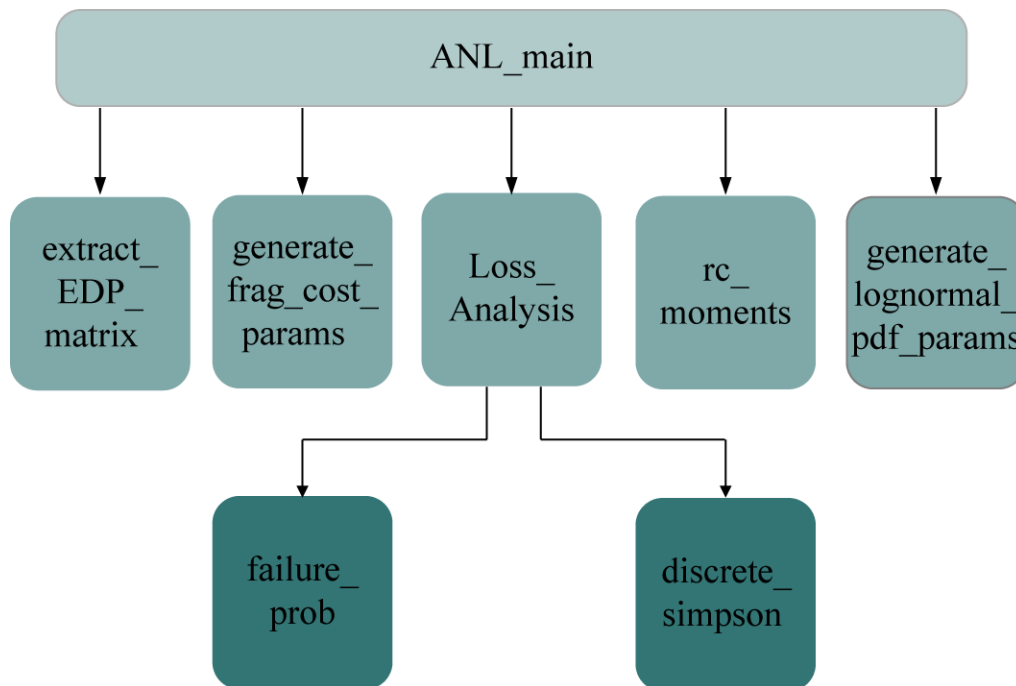 ANL_main
extract_
EDP_
matrix
generate_
frag_cost_
params
Loss_
Analysis
rc_
moments
generate_
lognormal_
pdf_params
failure_
prob
discrete_
simpson